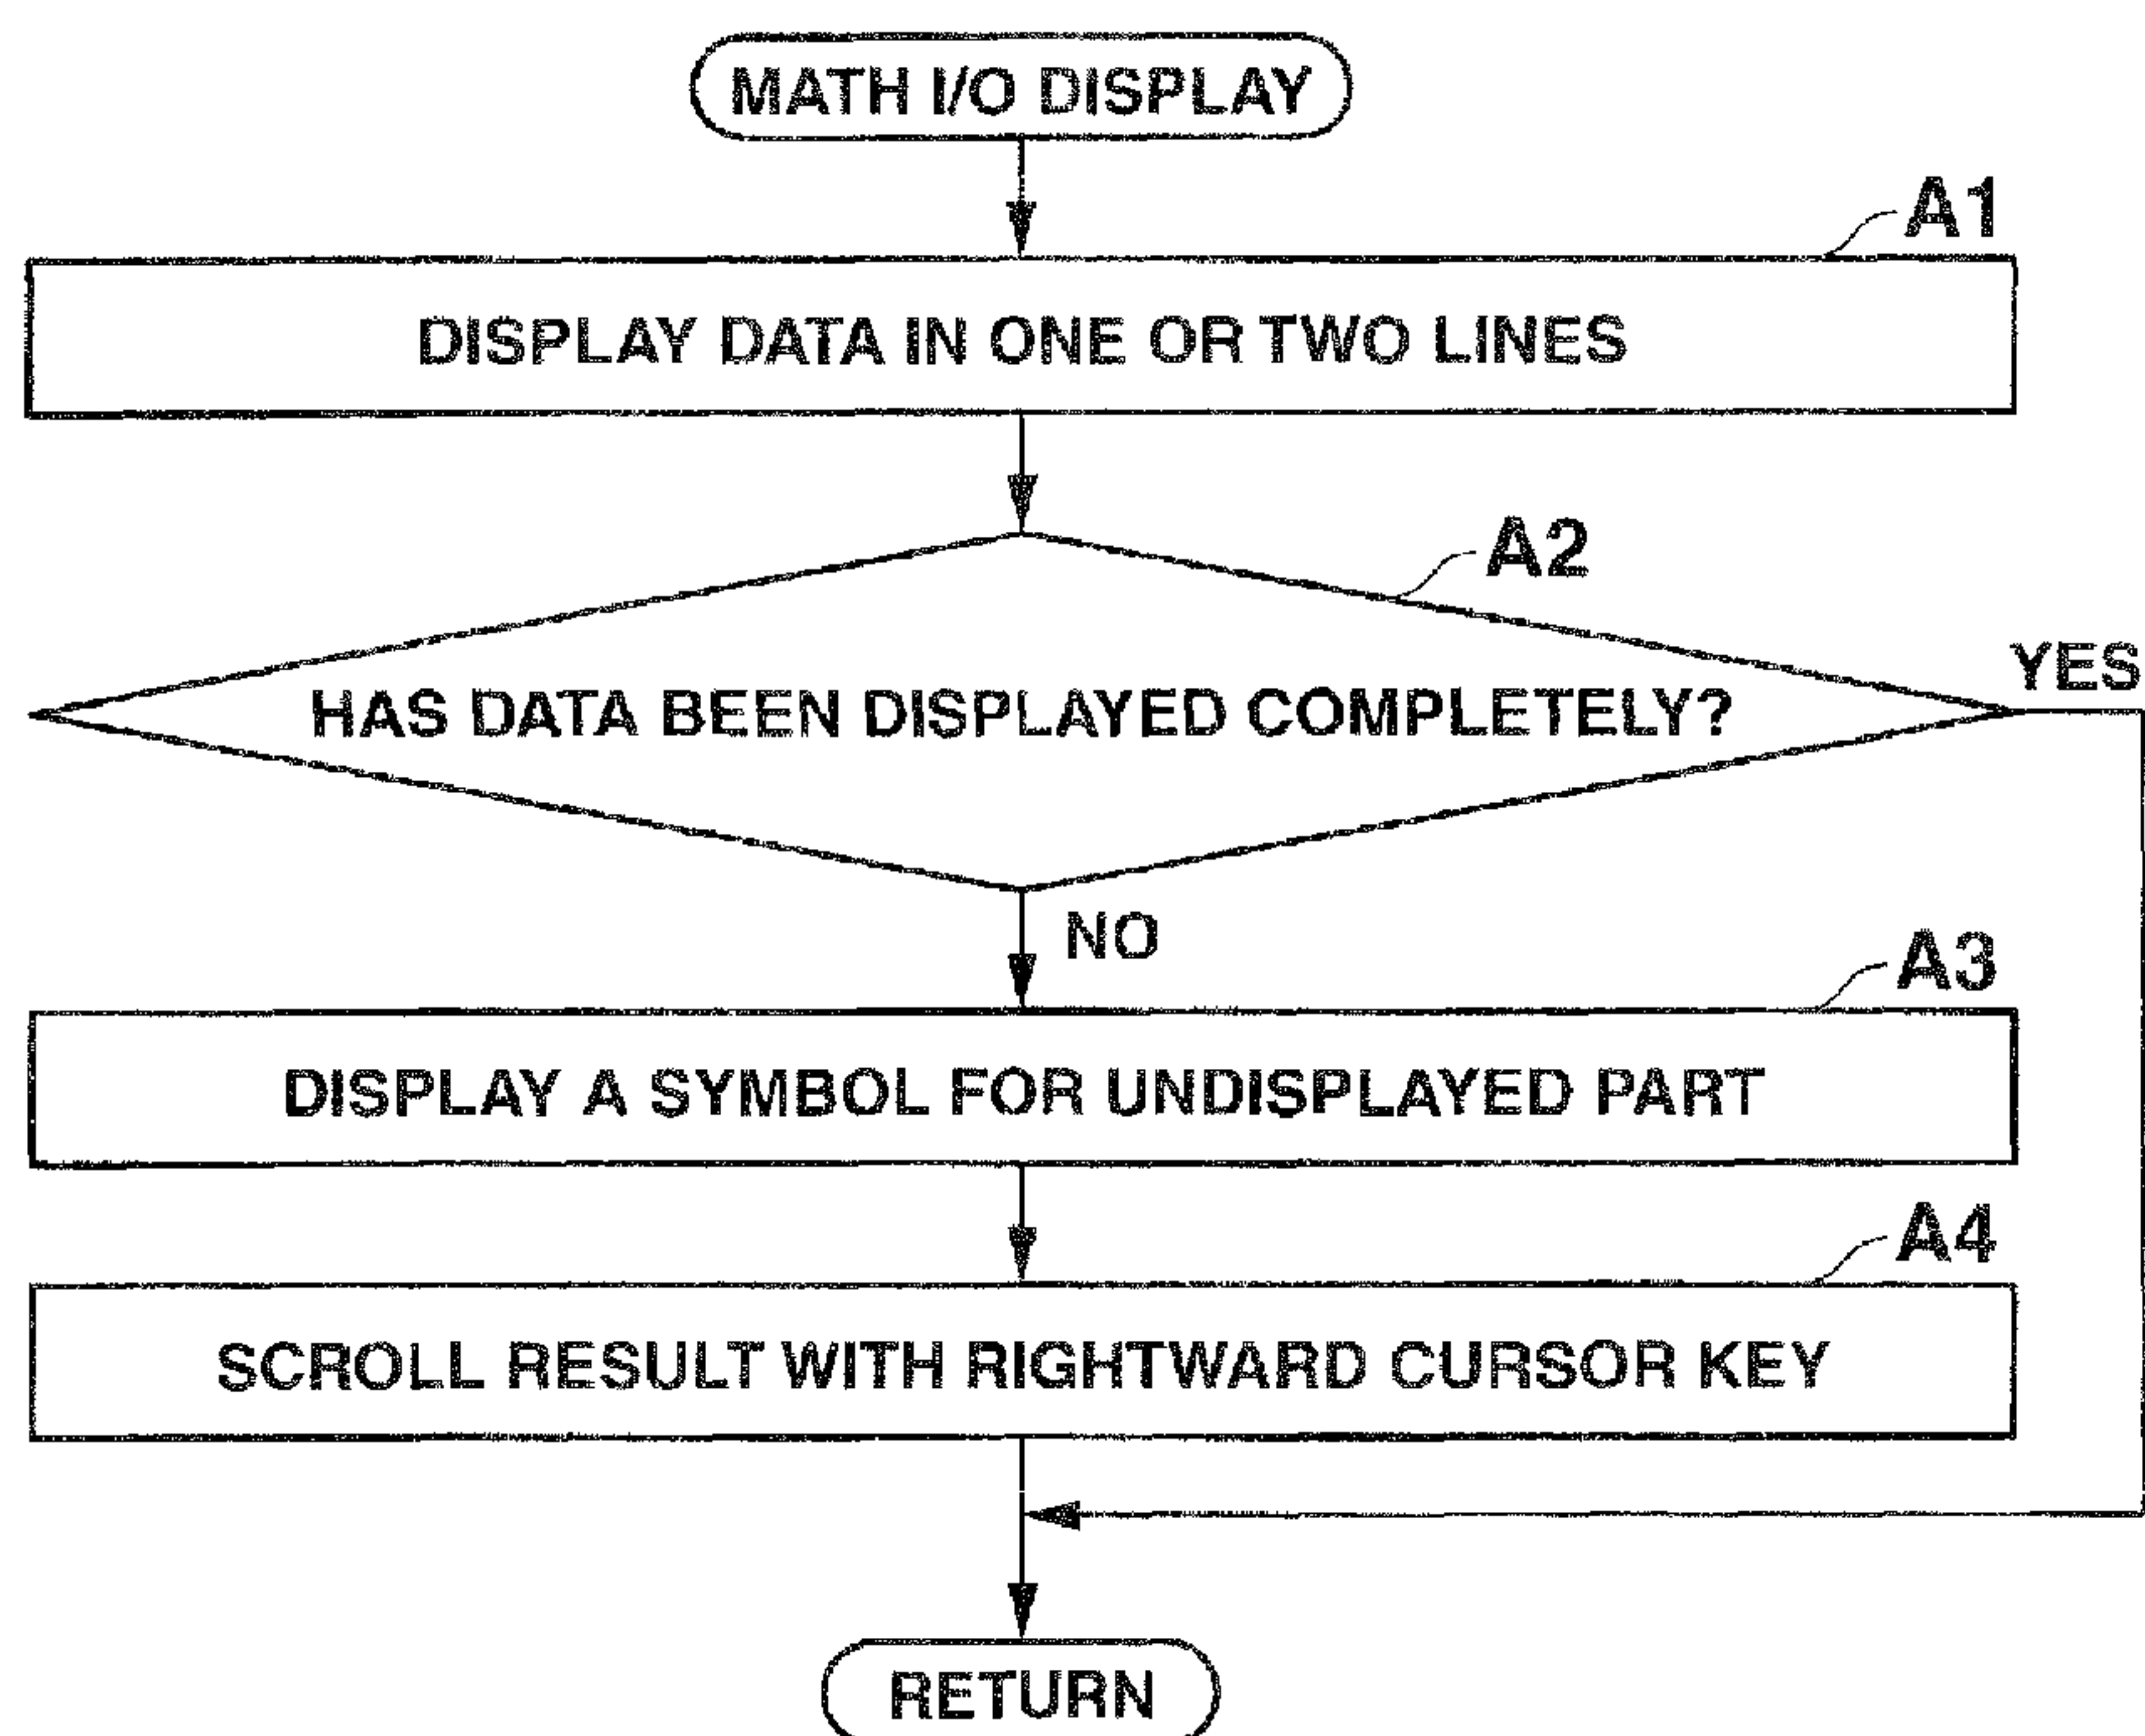 MATH I/O DISPLAY
A1
DISPLAY DATA IN ONE OR TWO LINES
A2
YES
HAS DATA BEEN DISPLAYED COMPLETELY?
NO
A3
DISPLAY A SYMBOL FOR UNDISPLAYED PART
A4
SCROLL RESULT WITH RIGHTWARD CURSOR KEY
RETURN